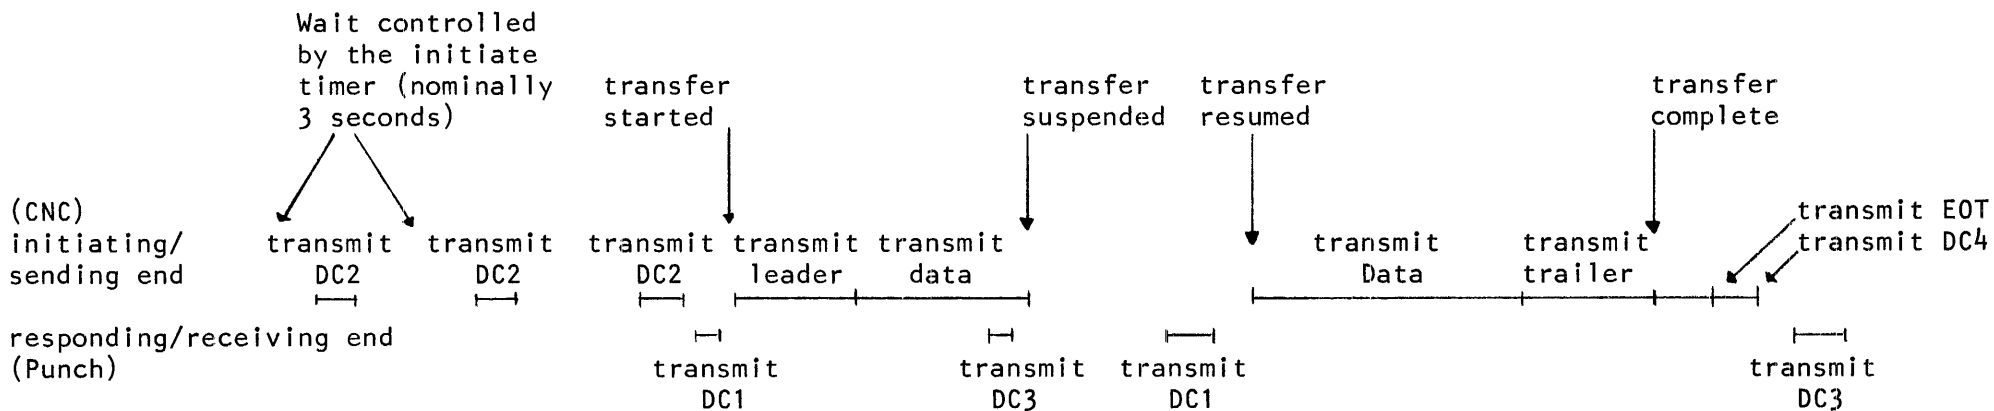 Wait controlled
by the initiate
timer (nominally
3 seconds)
transfer
started
transfer
suspended
transfer
resumed
transfer
complete
(CNC)
initiating/
sending end
transmit
DC2
transmit
DC2
transmit
DC2
transmit
leader
transmit
data
transmit
Data
transmit
trailer
transmit EOT
transmit DC4
responding/receiving end
(Punch)
transmit
DC1
transmit
DC3
transmit
DC1
transmit
DC3